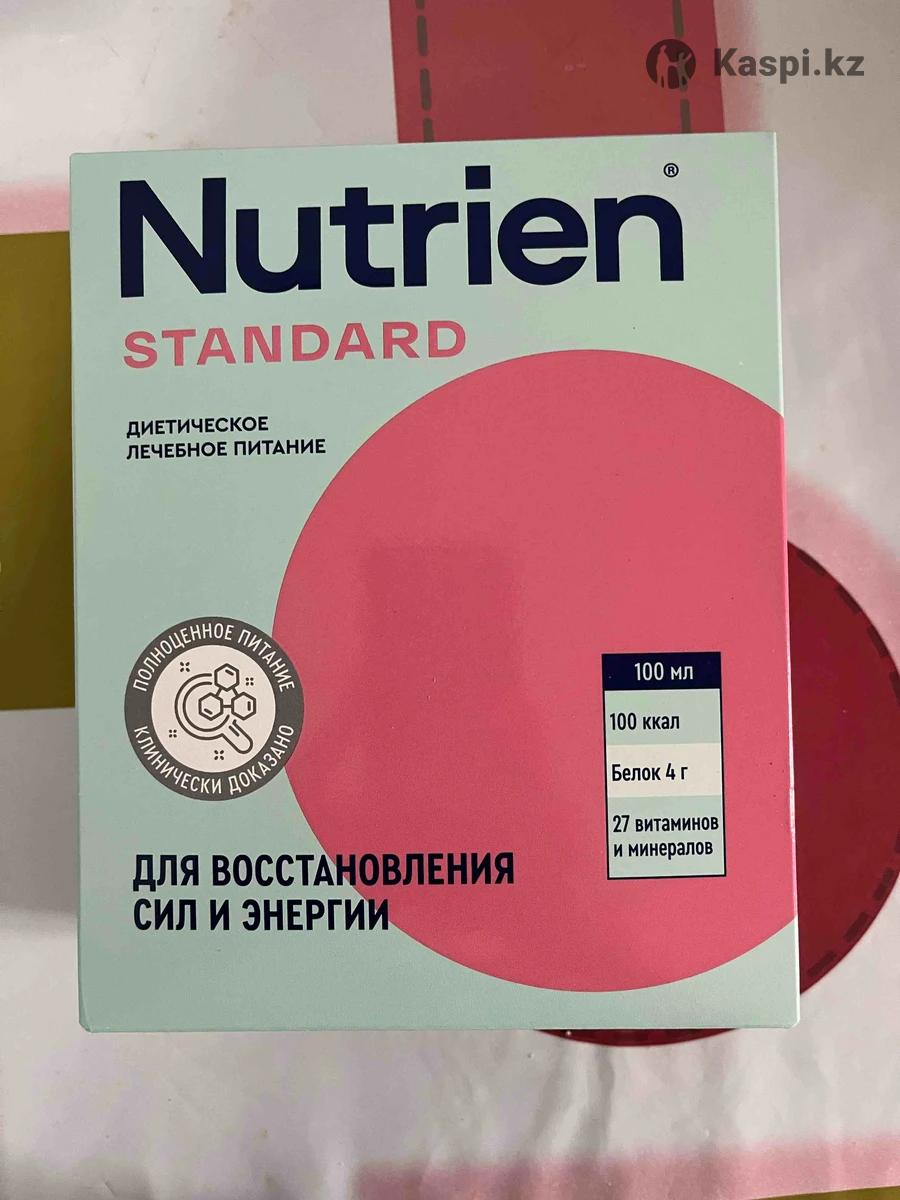 Kaspi.kz
Nutrien®
STANDARD
ДИЕТИЧЕСКОЕ
ЛЕЧЕБНОЕ ПИТАНИЕ
ПОЛНОЦЕННОЕ ПИТАНИЕ
КЛИНИЧЕСКИ ДОКАЗАНО
100 мл
100 ккал
Белок 4 г
27 витаминов
и минералов
ДЛЯ ВОССТАНОВЛЕНИЯ
СИЛ И ЭНЕРГИИ